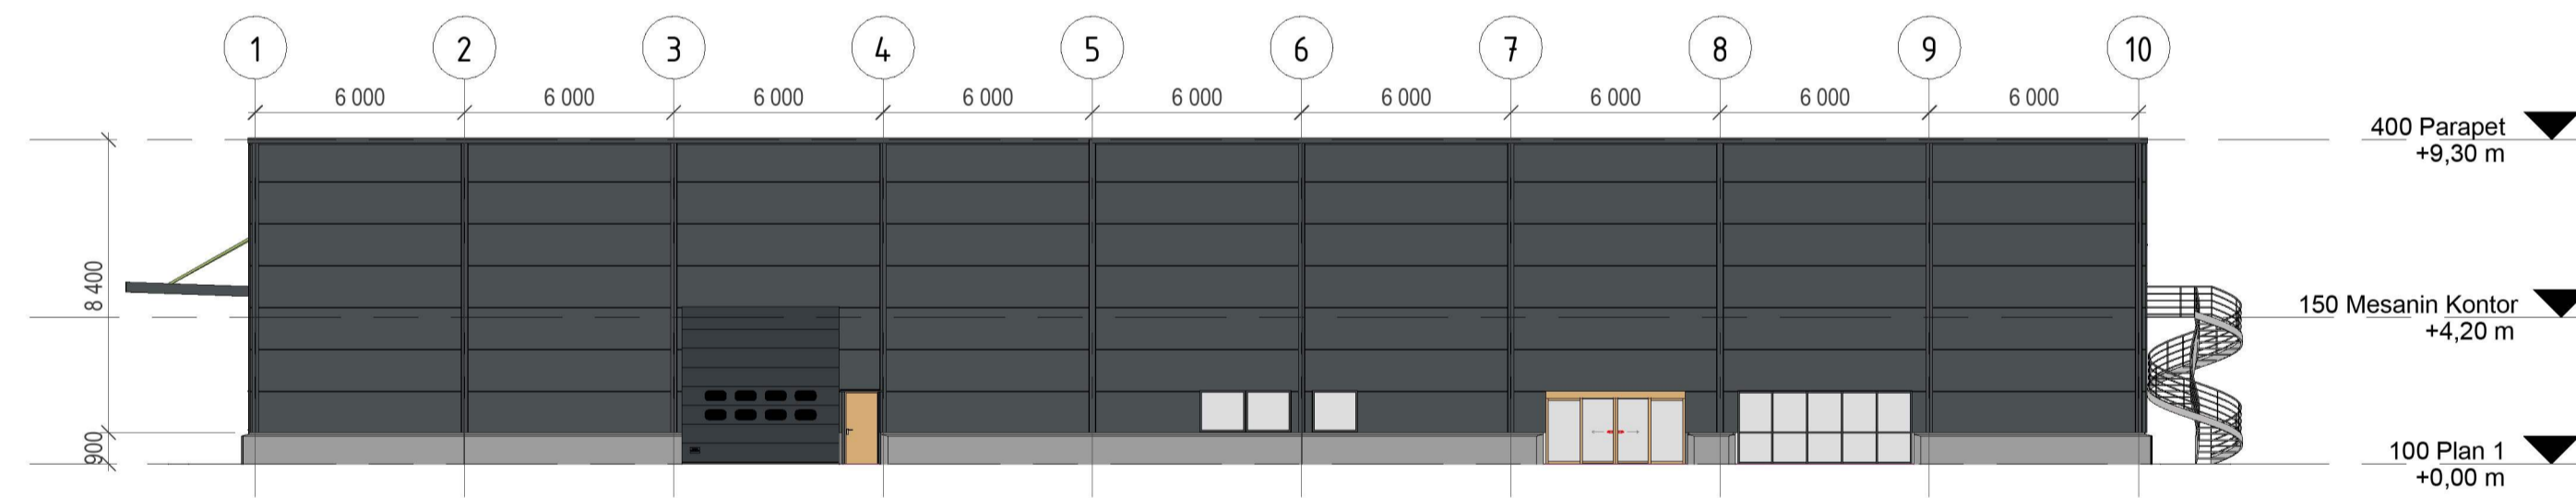 1 2 3 4 5 6 7 8 9 10
6 000 6 000 6 000 6 000 6 000 6 000 6 000 6 000 6 000
400 Parapet
+9,30 m
8 400
150 Mesanin Kontor
+4,20 m
900
100 Plan 1
+0,00 m